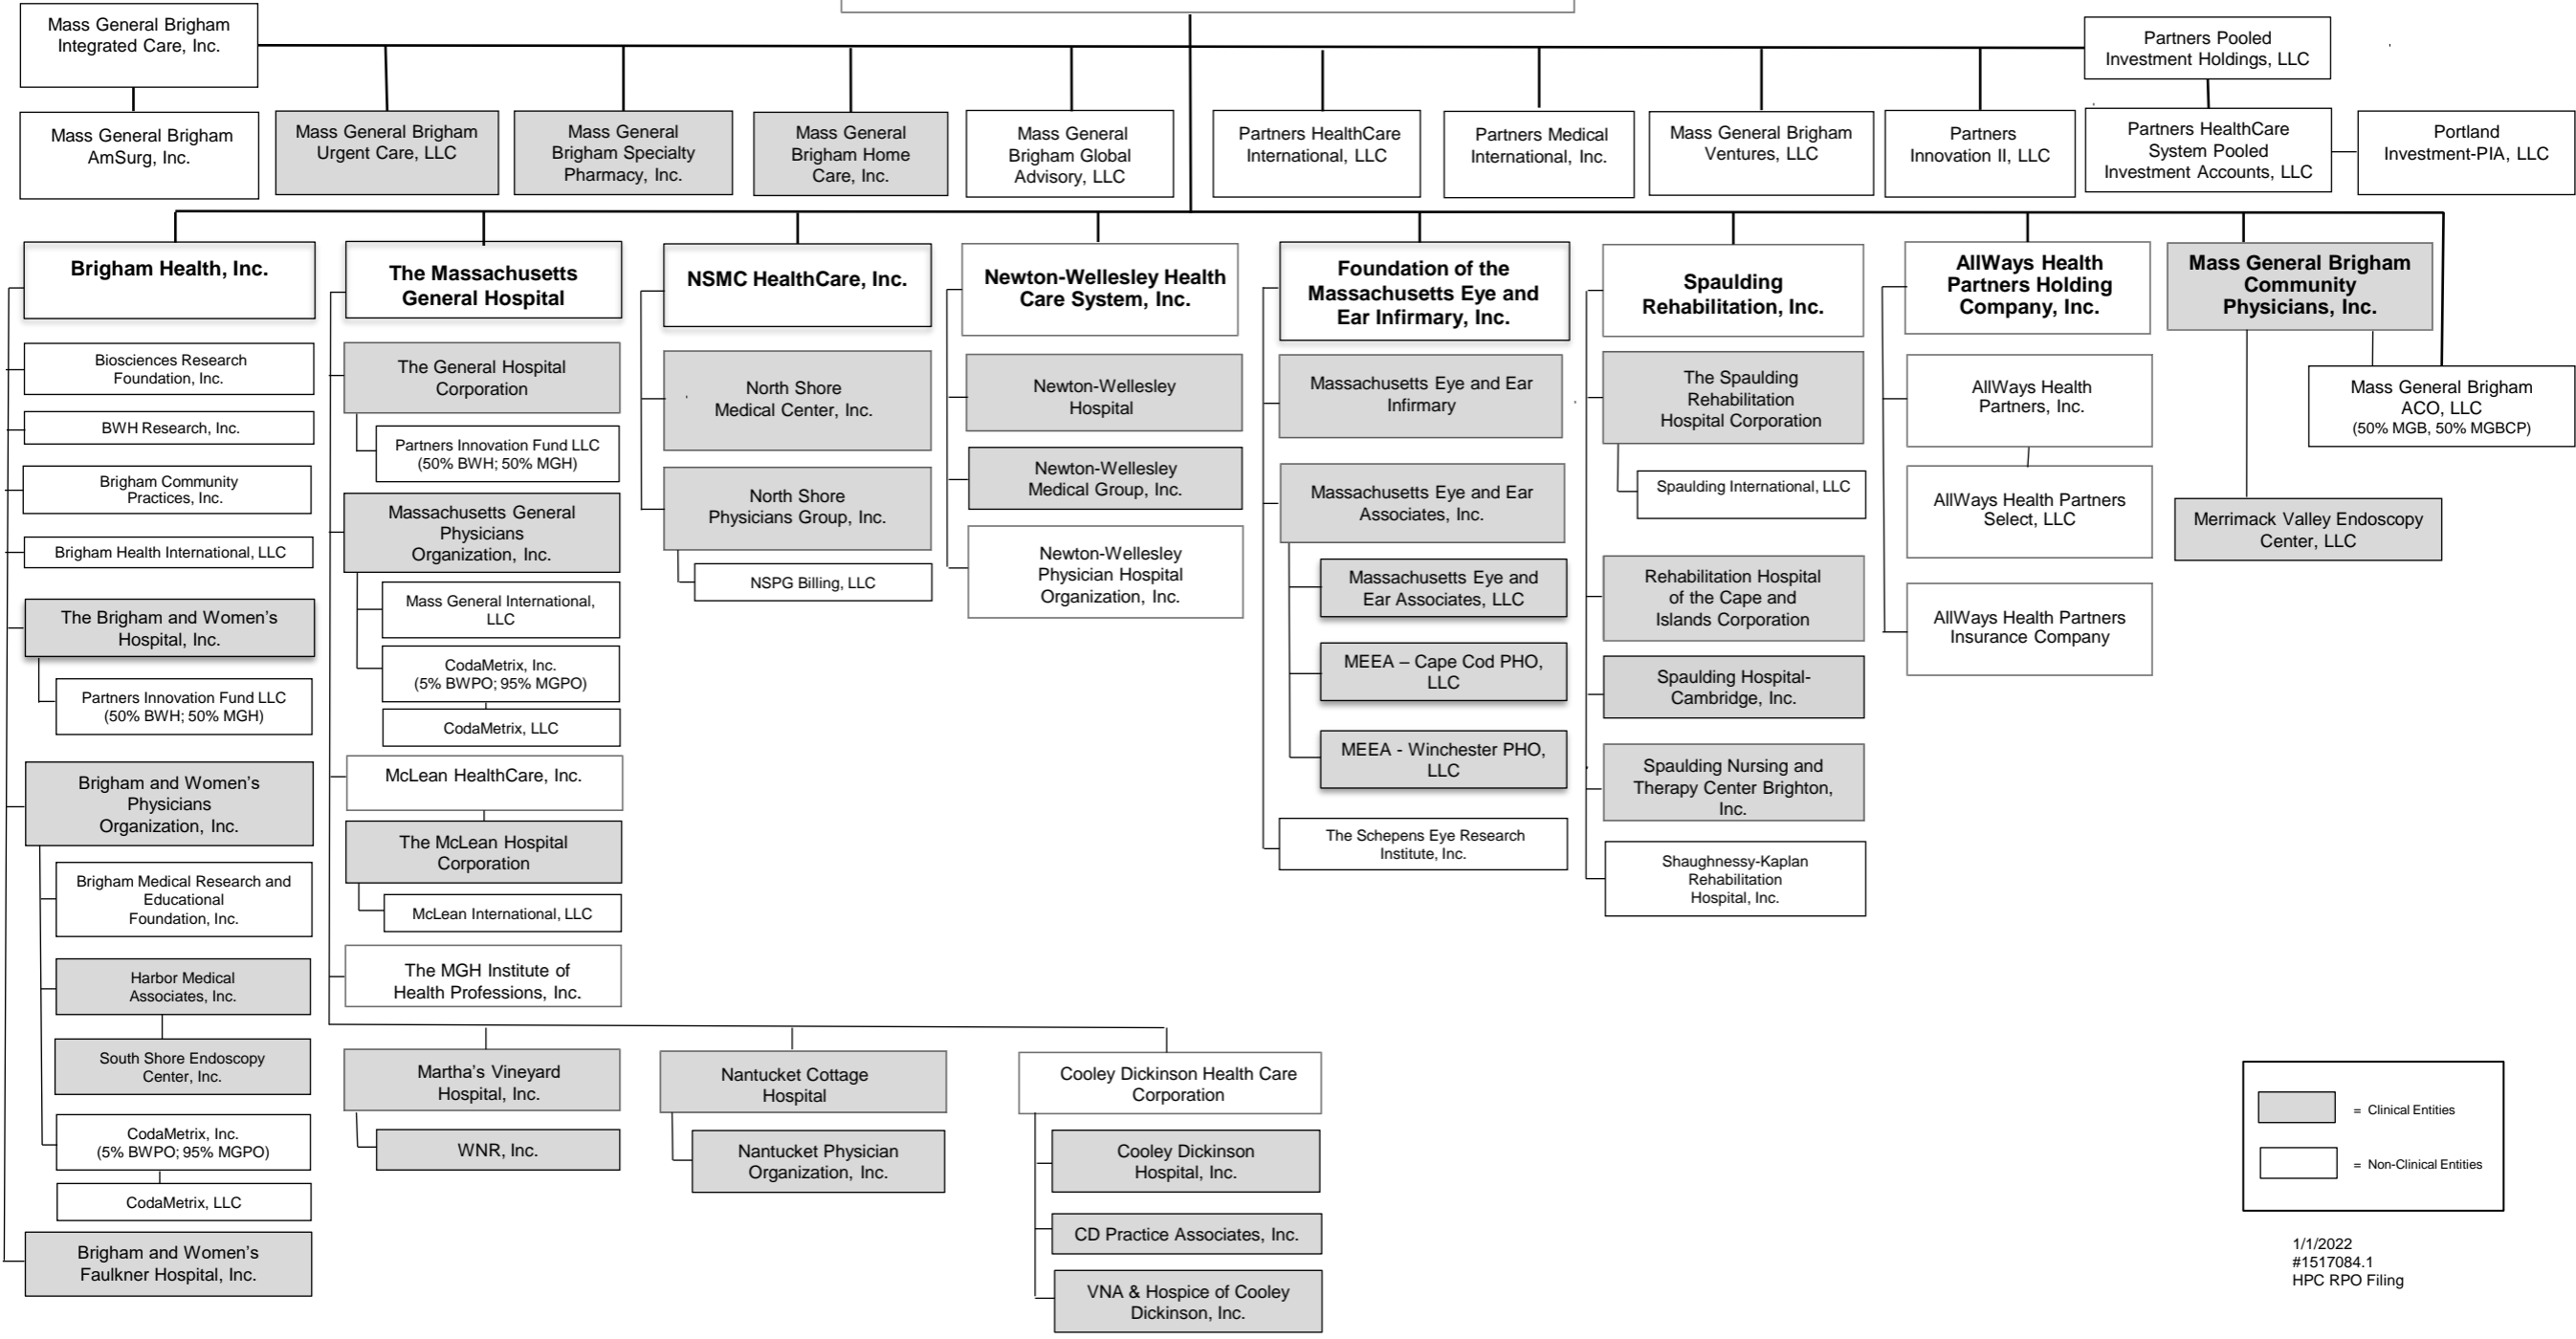 Mass General Brigham
Integrated Care, Inc.
Partners Pooled
Investment Holdings, LLC
Mass General Brigham
AmSurg, Inc.
Mass General Brigham
Urgent Care, LLC
Mass General
Brigham Specialty
Pharmacy, Inc.
Mass General
Brigham Home
Care, Inc.
Mass General
Brigham Global
Advisory, LLC
Partners HealthCare
International, LLC
Partners Medical
International, Inc.
Mass General Brigham
Ventures, LLC
Partners
Innovation II, LLC
Partners HealthCare
System Pooled
Investment Accounts, LLC
Portland
Investment-PIA, LLC
Brigham Health, Inc.
Biosciences Research
Foundation, Inc.
BWH Research, Inc.
Brigham Community
Practices, Inc.
Brigham Health International, LLC
The Brigham and Women’s
Hospital, Inc.
Partners Innovation Fund LLC
(50% BWH; 50% MGH)
Brigham and Women’s
Physicians
Organization, Inc.
Brigham Medical Research and
Educational
Foundation, Inc.
Harbor Medical
Associates, Inc.
South Shore Endoscopy
Center, Inc.
CodaMetrix, Inc.
(5% BWPO; 95% MGPO)
CodaMetrix, LLC
Brigham and Women’s
Faulkner Hospital, Inc.
The Massachusetts
General Hospital
The General Hospital
Corporation
Partners Innovation Fund LLC
(50% BWH; 50% MGH)
Massachusetts General
Physicians
Organization, Inc.
Mass General International,
LLC
CodaMetrix, Inc.
(5% BWPO; 95% MGPO)
CodaMetrix, LLC
McLean HealthCare, Inc.
The McLean Hospital
Corporation
McLean International, LLC
The MGH Institute of
Health Professions, Inc.
Martha’s Vineyard
Hospital, Inc.
WNR, Inc.
Nantucket Cottage
Hospital
Nantucket Physician
Organization, Inc.
Cooley Dickinson Health Care
Corporation
Cooley Dickinson
Hospital, Inc.
CD Practice Associates, Inc.
VNA & Hospice of Cooley
Dickinson, Inc.
NSMC HealthCare, Inc.
North Shore
Medical Center, Inc.
North Shore
Physicians Group, Inc.
NSPG Billing, LLC
Newton-Wellesley Health
Care System, Inc.
Newton-Wellesley
Hospital
Newton-Wellesley
Medical Group, Inc.
Newton-Wellesley
Physician Hospital
Organization, Inc.
Foundation of the
Massachusetts Eye and
Ear Infirmary, Inc.
Massachusetts Eye and Ear
Infirmary
Massachusetts Eye and Ear
Associates, Inc.
Massachusetts Eye and
Ear Associates, LLC
MEEA – Cape Cod PHO,
LLC
MEEA - Winchester PHO,
LLC
The Schepens Eye Research
Institute, Inc.
Spaulding
Rehabilitation, Inc.
The Spaulding
Rehabilitation
Hospital Corporation
Spaulding International, LLC
Rehabilitation Hospital
of the Cape and
Islands Corporation
Spaulding Hospital-
Cambridge, Inc.
Spaulding Nursing and
Therapy Center Brighton,
Inc.
Shaughnessy-Kaplan
Rehabilitation
Hospital, Inc.
AllWays Health
Partners Holding
Company, Inc.
AllWays Health
Partners, Inc.
AllWays Health Partners
Select, LLC
AllWays Health Partners
Insurance Company
Mass General Brigham
Community
Physicians, Inc.
Mass General Brigham
ACO, LLC
(50% MGB, 50% MGBCP)
Merrimack Valley Endoscopy
Center, LLC
= Clinical Entities
= Non-Clinical Entities
1/1/2022
#1517084.1
HPC RPO Filing